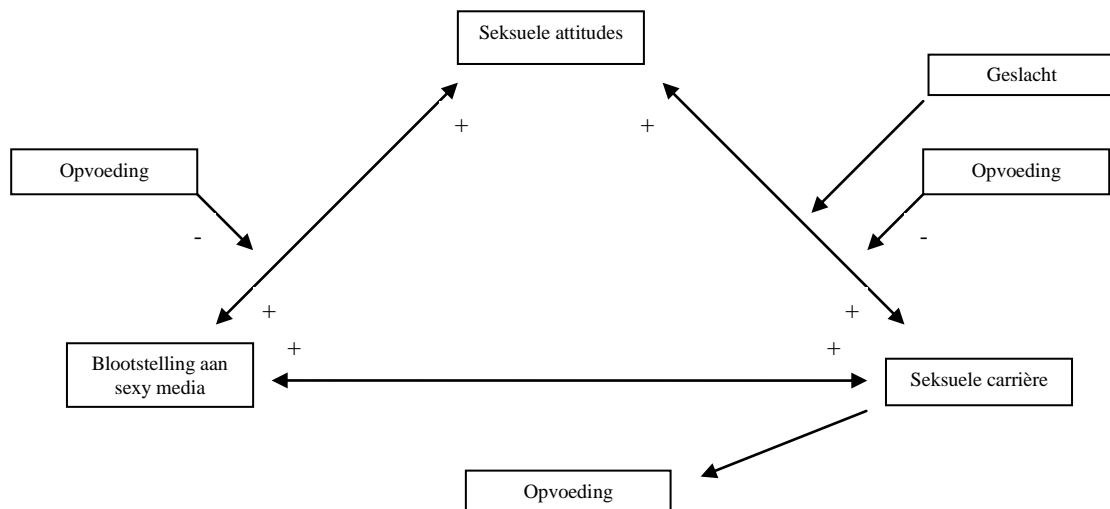 Seksuele attitudes
Geslacht
+
+
Opvoeding
Opvoeding
-
-
+
+
+
+
Blootstelling aan
sexy media
Seksuele carrière
Opvoeding